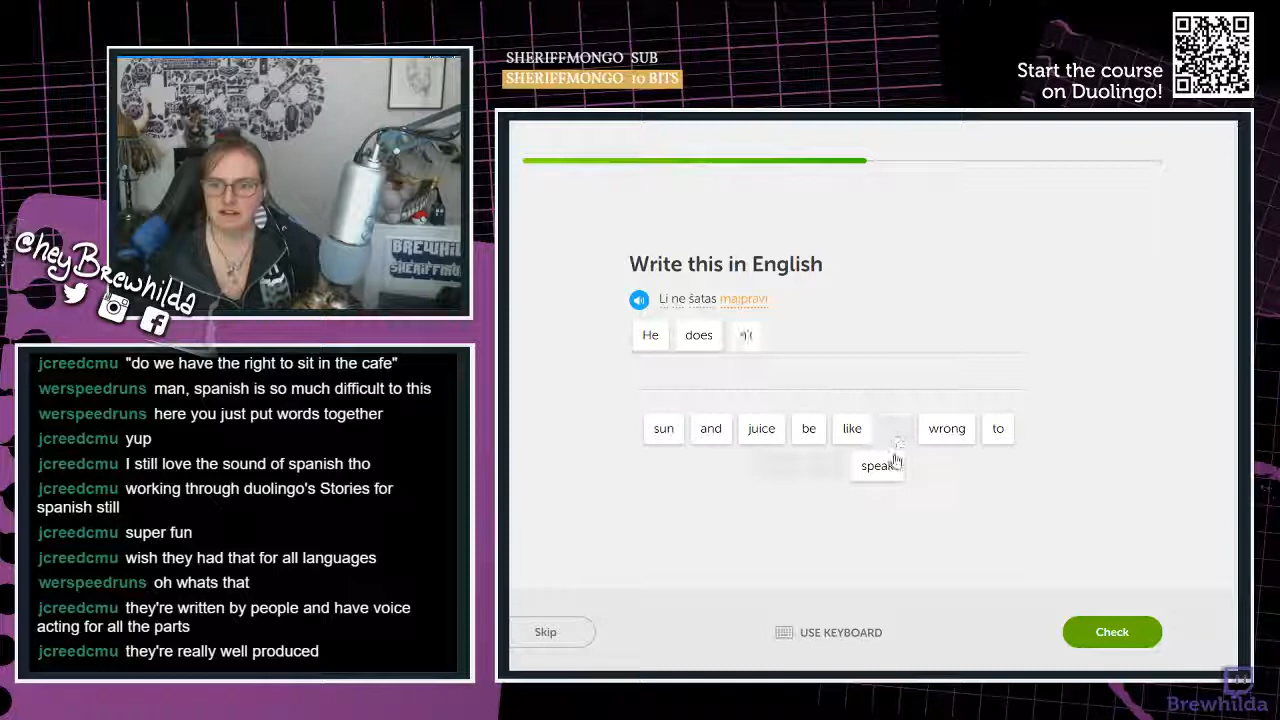 SHERIFFMONGO SUB
SHERIFFMONGO 10 BITS
Start the course
on Duolingo!
BREWHIL
SHERIFFM
@heyBrewhilda
Write this in English
Li ne ŝatas malpravi
He does
sun and juice be like wrong to
speak
Skip
USE KEYBOARD
Check
jcreedcmu "do we have the right to sit in the cafe"
werspeedruns man, spanish is so much difficult to this
werspeedruns here you just put words together
jcreedcmu yup
jcreedcmu I still love the sound of spanish tho
jcreedcmu working through duolingo's Stories for
spanish still
jcreedcmu super fun
jcreedcmu wish they had that for all languages
werspeedruns oh whats that
jcreedcmu they're written by people and have voice
acting for all the parts
jcreedcmu they're really well produced
Brewhilda